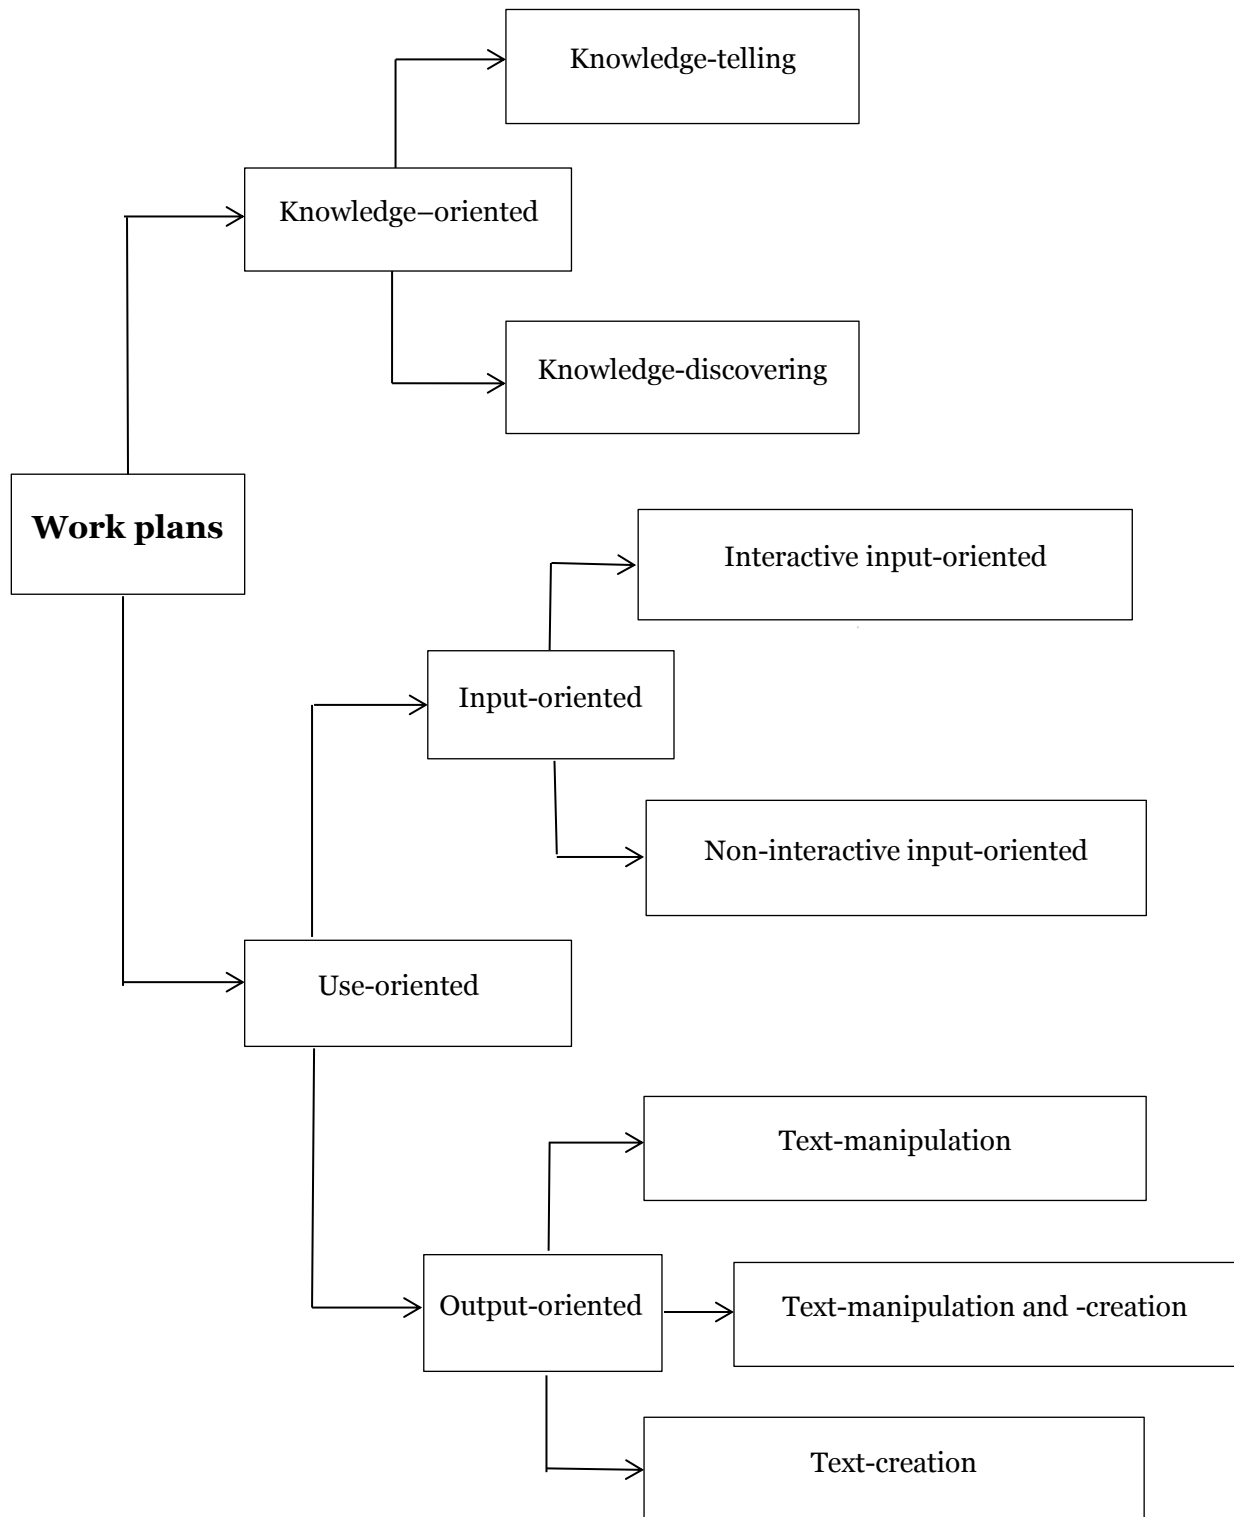 Knowledge-telling
Knowledge–oriented
Knowledge-discovering
Work plans
Interactive input-oriented
Input-oriented
Non-interactive input-oriented
Use-oriented
Text-manipulation
Output-oriented
Text-manipulation and -creation
Text-creation